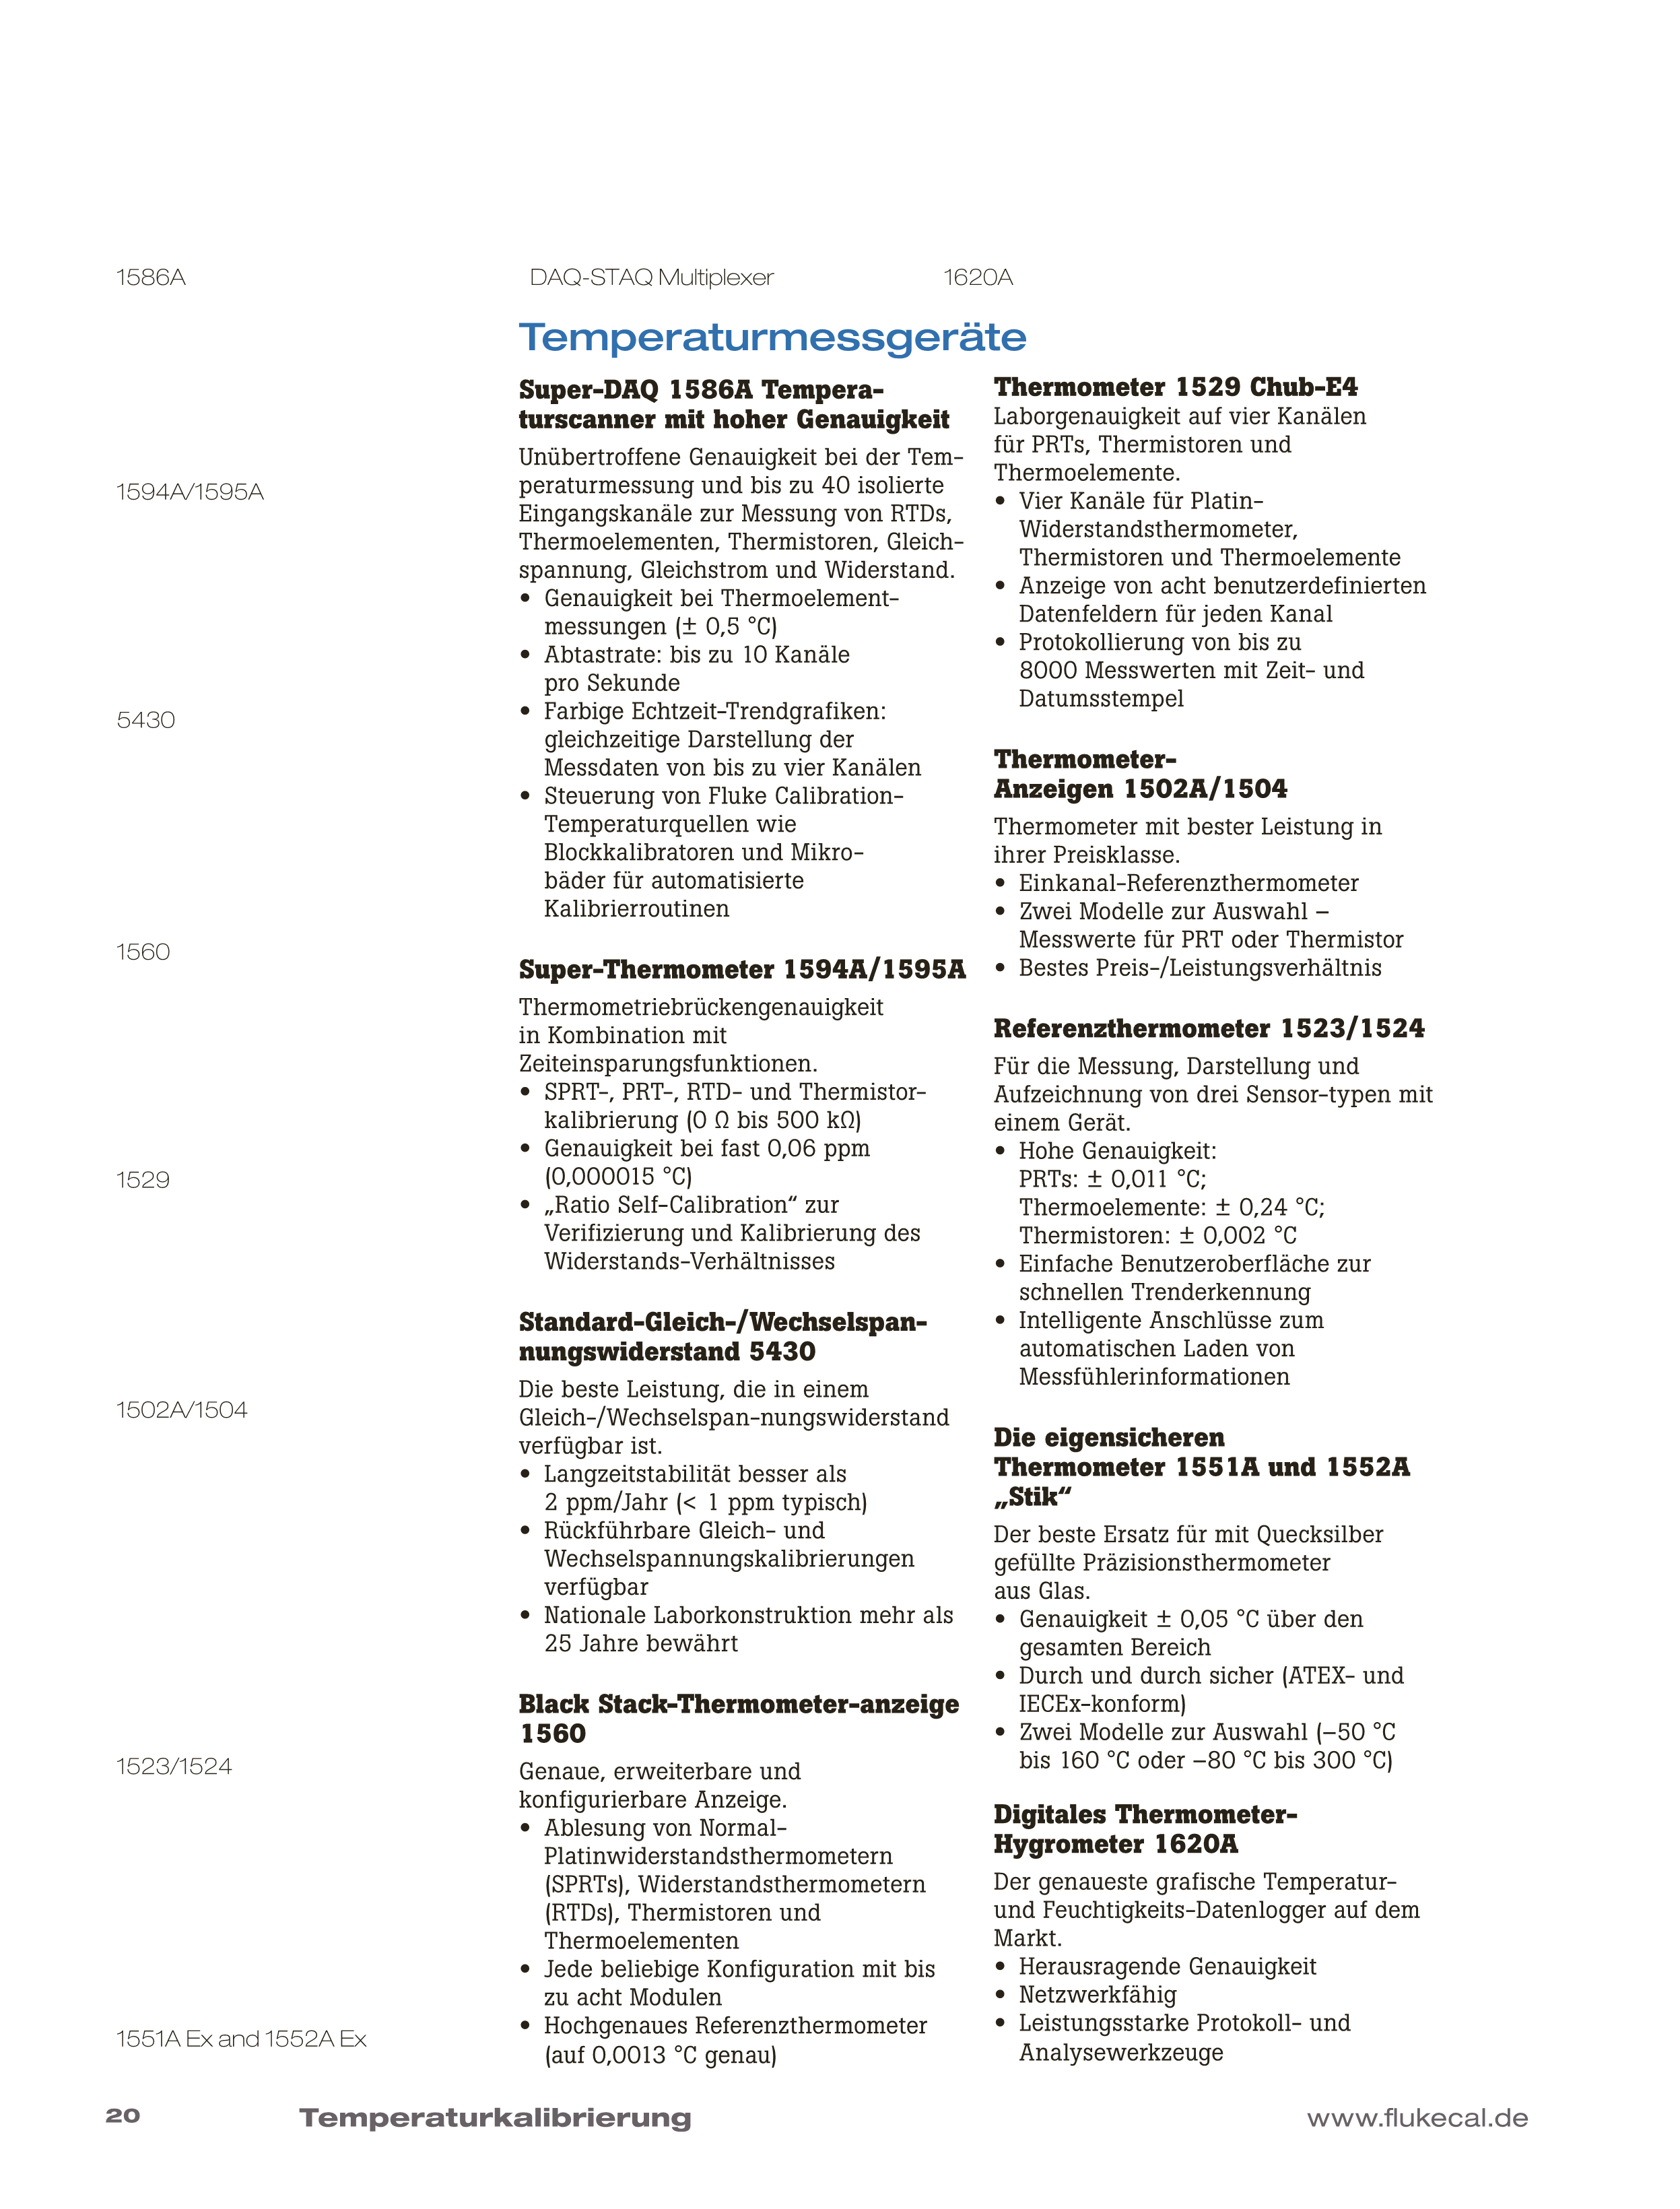 1586A
DAQ-STAQ Multiplexer
1620A
1594A/1595A
5430
1560
1529
1502A/1504
1523/1524
1551A Ex and 1552A Ex
Temperaturmessgeräte
Super-DAQ 1586A Tempera-
turscanner mit hoher Genauigkeit
Unübertroffene Genauigkeit bei der Tem-
peraturmessung und bis zu 40 isolierte
Eingangskanäle zur Messung von RTDs,
Thermoelementen, Thermistoren, Gleich-
spannung, Gleichstrom und Widerstand.
• Genauigkeit bei Thermoelement-
messungen (± 0,5 °C)
• Abtastrate: bis zu 10 Kanäle
pro Sekunde
• Farbige Echtzeit-Trendgrafiken:
gleichzeitige Darstellung der
Messdaten von bis zu vier Kanälen
• Steuerung von Fluke Calibration-
Temperaturquellen wie
Blockkalibratoren und Mikro-
bäder für automatisierte
Kalibrierroutinen
Super-Thermometer 1594A/1595A
Thermometriebrückengenauigkeit
in Kombination mit
Zeiteinsparungsfunktionen.
• SPRT-, PRT-, RTD- und Thermistor-
kalibrierung (0 Ω bis 500 kΩ)
• Genauigkeit bei fast 0,06 ppm
(0,000015 °C)
• „Ratio Self-Calibration“ zur
Verifizierung und Kalibrierung des
Widerstands-Verhältnisses
Standard-Gleich-/Wechselspan-
nungswiderstand 5430
Die beste Leistung, die in einem
Gleich-/Wechselspan-nungswiderstand
verfügbar ist.
• Langzeitstabilität besser als
2 ppm/Jahr (< 1 ppm typisch)
• Rückführbare Gleich- und
Wechselspannungskalibrierungen
verfügbar
• Nationale Laborkonstruktion mehr als
25 Jahre bewährt
Black Stack-Thermometer-anzeige
1560
Genaue, erweiterbare und
konfigurierbare Anzeige.
• Ablesung von Normal-
Platinwiderstandsthermometern
(SPRTs), Widerstandsthermometern
(RTDs), Thermistoren und
Thermoelementen
• Jede beliebige Konfiguration mit bis
zu acht Modulen
• Hochgenaues Referenzthermometer
(auf 0,0013 °C genau)
Thermometer 1529 Chub-E4
Laborgenauigkeit auf vier Kanälen
für PRTs, Thermistoren und
Thermoelemente.
• Vier Kanäle für Platin-
Widerstandsthermometer,
Thermistoren und Thermoelemente
• Anzeige von acht benutzerdefinierten
Datenfeldern für jeden Kanal
• Protokollierung von bis zu
8000 Messwerten mit Zeit- und
Datumsstempel
Thermometer-
Anzeigen 1502A/1504
Thermometer mit bester Leistung in
ihrer Preisklasse.
• Einkanal-Referenzthermometer
• Zwei Modelle zur Auswahl –
Messwerte für PRT oder Thermistor
• Bestes Preis-/Leistungsverhältnis
Referenzthermometer 1523/1524
Für die Messung, Darstellung und
Aufzeichnung von drei Sensor-typen mit
einem Gerät.
• Hohe Genauigkeit:
PRTs: ± 0,011 °C;
Thermoelemente: ± 0,24 °C;
Thermistoren: ± 0,002 °C
• Einfache Benutzeroberfläche zur
schnellen Trenderkennung
• Intelligente Anschlüsse zum
automatischen Laden von
Messfühlerinformationen
Die eigensicheren
Thermometer 1551A und 1552A
„Stik“
Der beste Ersatz für mit Quecksilber
gefüllte Präzisionsthermometer
aus Glas.
• Genauigkeit ± 0,05 °C über den
gesamten Bereich
• Durch und durch sicher (ATEX- und
IECEx-konform)
• Zwei Modelle zur Auswahl (–50 °C
bis 160 °C oder –80 °C bis 300 °C)
Digitales Thermometer-
Hygrometer 1620A
Der genaueste grafische Temperatur-
und Feuchtigkeits-Datenlogger auf dem
Markt.
• Herausragende Genauigkeit
• Netzwerkfähig
• Leistungsstarke Protokoll- und
Analysewerkzeuge
20
Temperaturkalibrierung
www.flukecal.de